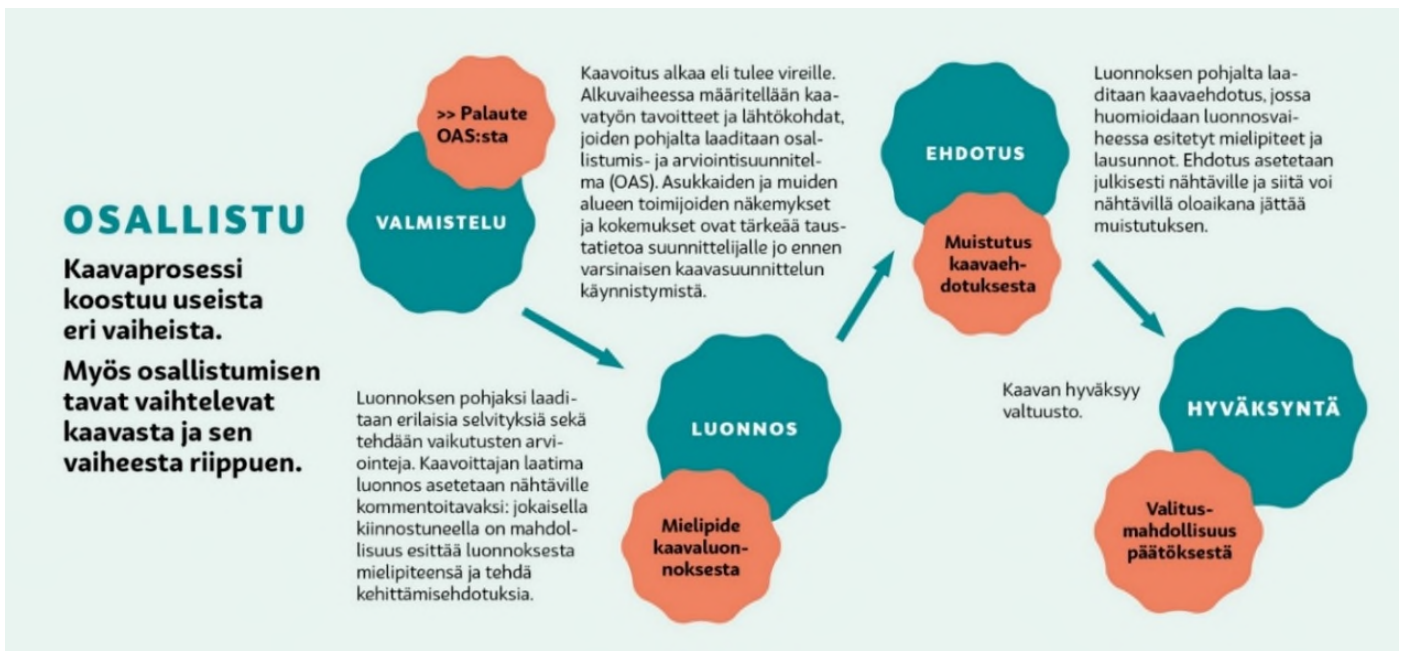 OSALLISTU
Kaavaprosessi
koostuu useista
eri vaiheista.
Myös osallistumisen
tavat vaihtelevat
kaavasta ja sen
vaiheesta riippuen.
>> Palaute
OAS:sta
VALMISTELU
Kaavoitus alkaa eli tulee vireille.
Alkuvaiheessa määritellään kaa-
vatyön tavoitteet ja lähtökohdat,
joiden pohjalta laaditaan osal-
listumis- ja arviointisuunnitel-
ma (OAS). Asukkaiden ja muiden
alueen toimijoiden näkemykset
ja kokemukset ovat tärkeää taus-
tatietoa suunnittelijalle jo ennen
varsinaisen kaavasuunnittelun
käynnistymistä.
Luonnoksen pohjaksi laadi-
taan erilaisia selvityksiä sekä
tehdään vaikutusten arvi-
ointeja. Kaavoittajan laatima
luonnos asetetaan nähtäville
kommentoitavaksi: jokaisella
kiinnostuneella on mahdol-
lisuus esittää luonnoksesta
mielipiteensä ja tehdä
kehittämisehdotuksia.
LUONNOS
Mielipide
kaavaluon-
noksesta
EHDOTUS
Muistutus
kaavaeh-
dotuksesta
Luonnoksen pohjalta laa-
ditaan kaavaehdotus, jossa
huomioidaan luonnosvai-
heessa esitetyt mielipiteet ja
lausunnot. Ehdotus asetetaan
julkisesti nähtäville ja siitä voi
nähtävillä oloaikana jättää
muistutuksen.
Kaavan hyväksyy
valtuusto.
HYVÄKSYNTÄ
Valitus-
mahdollisuus
päätöksestä